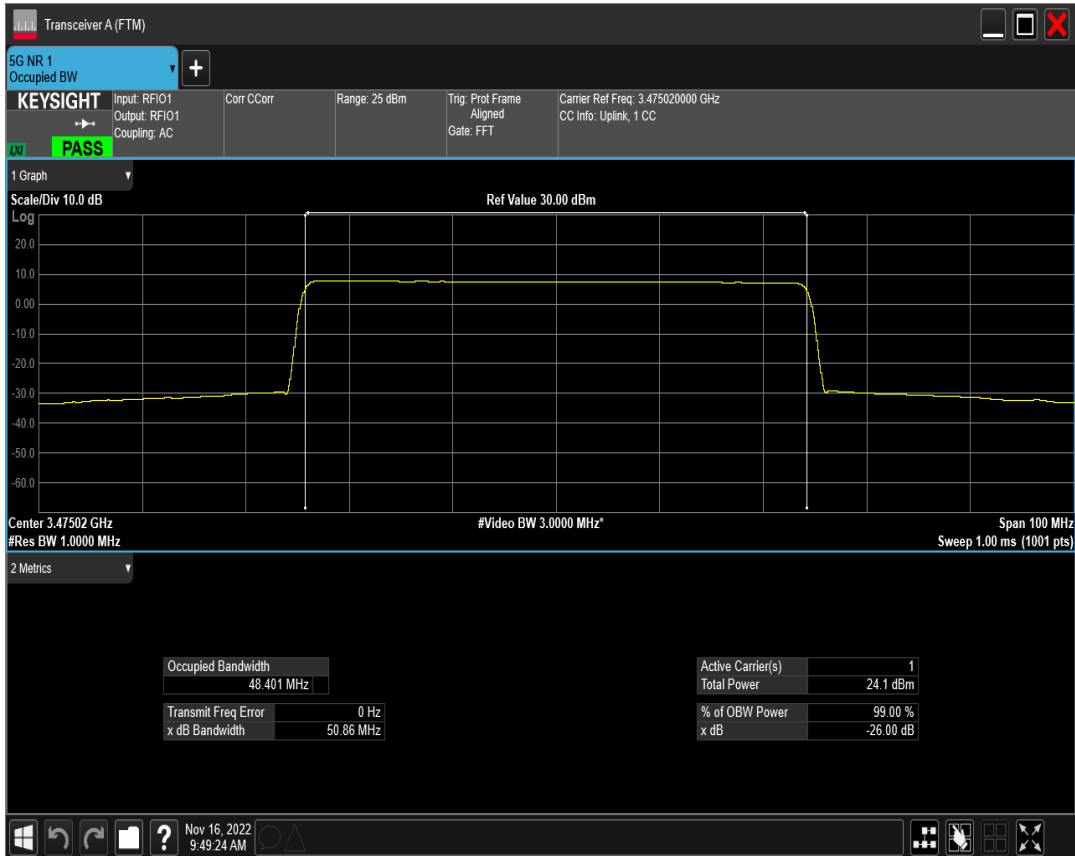 Transceiver A (FTM)
5G NR 1
Occupied BW
+
KEYSIGHT
Input: RFIO1
Output: RFIO1
Coupling: AC
Corr CCorr
Range: 25 dBm
Trig: Prot Frame
Aligned
Gate: FFT
Carrier Ref Freq: 3.475020000 GHz
CC Info: Uplink, 1 CC
LXI
PASS
1 Graph
Scale/Div 10.0 dB
Ref Value 30.00 dBm
Log
20.0
10.0
0.00
-10.0
-20.0
-30.0
-40.0
-50.0
-60.0
Center 3.47502 GHz
#Video BW 3.0000 MHz*
Span 100 MHz
#Res BW 1.0000 MHz
Sweep 1.00 ms (1001 pts)
2 Metrics
Occupied Bandwidth
48.401 MHz
Transmit Freq Error 0 Hz
x dB Bandwidth 50.86 MHz
Active Carrier(s) 1
Total Power 24.1 dBm
% of OBW Power 99.00 %
x dB -26.00 dB
?
Nov 16, 2022
9:49:24 AM